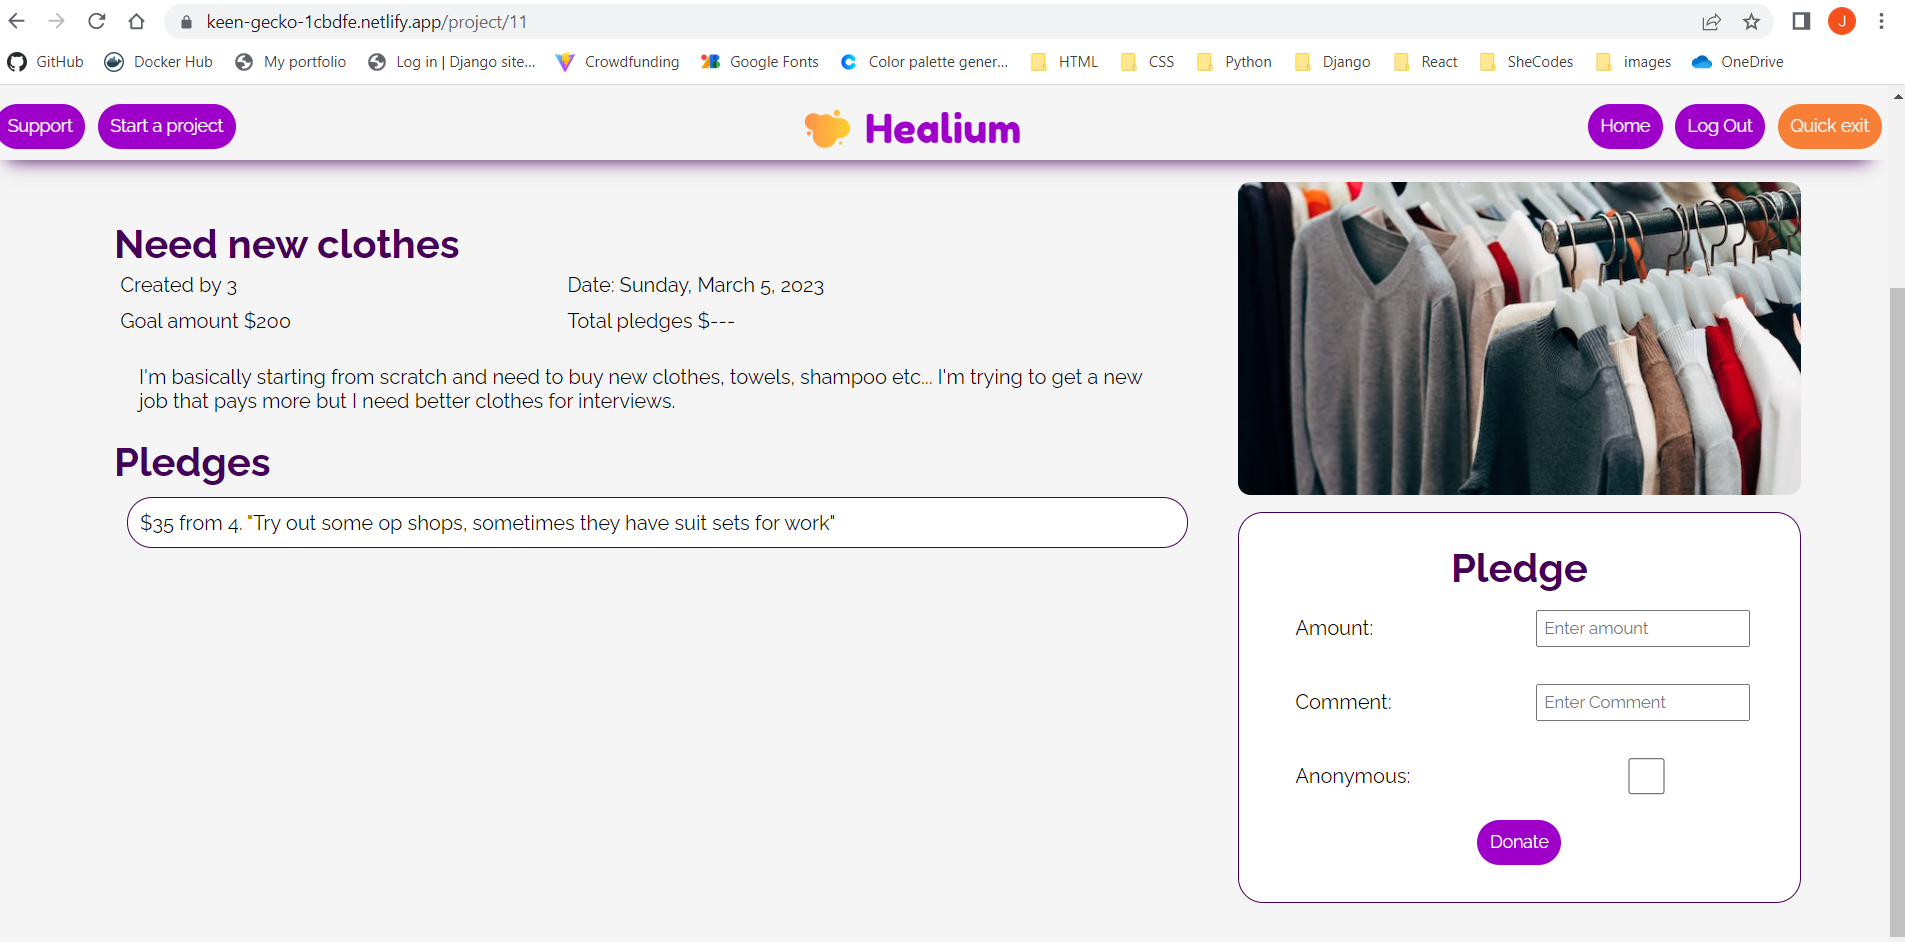 keen-gecko-1cbdfe.netlify.app/project/11
J
GitHub Docker Hub My portfolio Log in | Django site... Crowdfunding Google Fonts Color palette gener... HTML CSS Python Django React SheCodes images OneDrive
Support Start a project Healium Home Log Out Quick exit
Need new clothes
Created by 3 Date: Sunday, March 5, 2023
Goal amount $200 Total pledges $---
I'm basically starting from scratch and need to buy new clothes, towels, shampoo etc... I'm trying to get a new
job that pays more but I need better clothes for interviews.
Pledges
$35 from 4. "Try out some op shops, sometimes they have suit sets for work"
Pledge
Amount: Enter amount
Comment: Enter Comment
Anonymous:
Donate